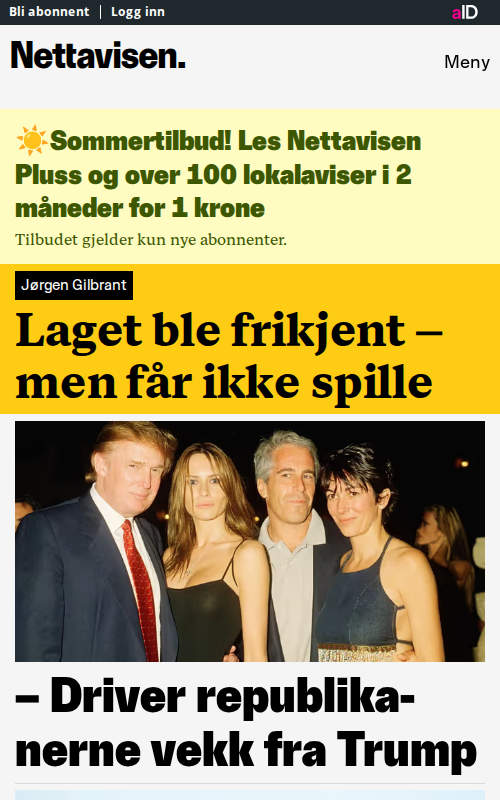 Bli abonnent | Logg inn
aID
Nettavisen.
Meny
☀️Sommertilbud! Les Nettavisen
Pluss og over 100 lokalaviser i 2
måneder for 1 krone
Tilbudet gjelder kun nye abonnenter.
Jørgen Gilbrant
Laget ble frikjent –
men får ikke spille
– Driver republika-
nerne vekk fra Trump